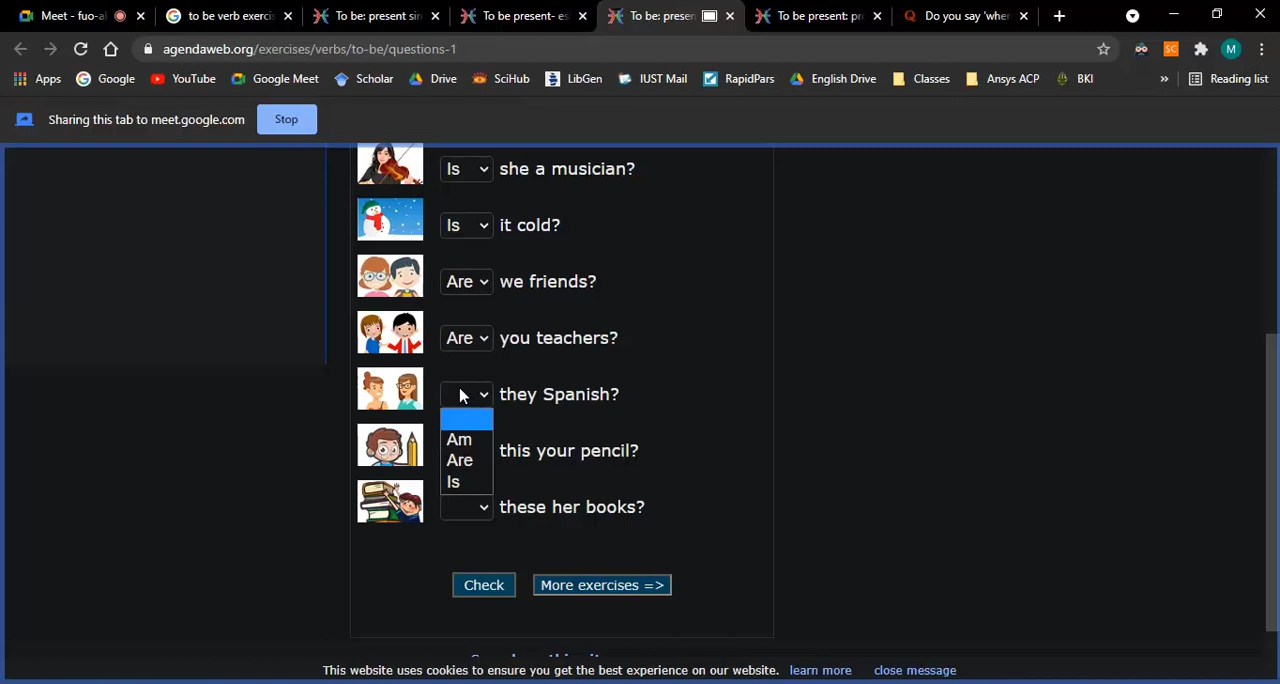 Meet - fuo-a
to be verb exerci
To be: present sin
To be present- es
To be: presen
To be present: pr
Do you say 'wher
agendaweb.org/exercises/verbs/to-be/questions-1
SC
M
Apps
Google
YouTube
Google Meet
Scholar
Drive
SciHub
LibGen
IUST Mail
RapidPars
English Drive
Classes
Ansys ACP
BKI
»
Reading list
Sharing this tab to meet.google.com
Stop
Is she a musician?
Is it cold?
Are we friends?
Are you teachers?
they Spanish?
Am
Are
Is
this your pencil?
these her books?
Check
More exercises =>
This website uses cookies to ensure you get the best experience on our website. learn more close message